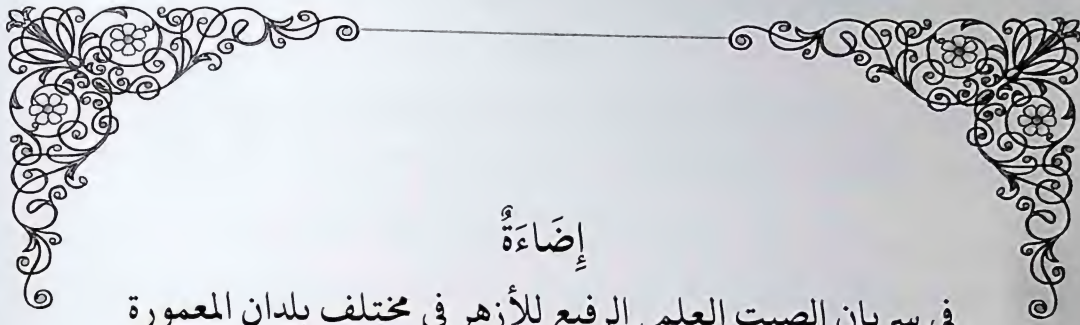 إِضَاءَةٌ
في سريان الصيت العلمي الرفيع للأزهر في مختلف بلدان المعمورة